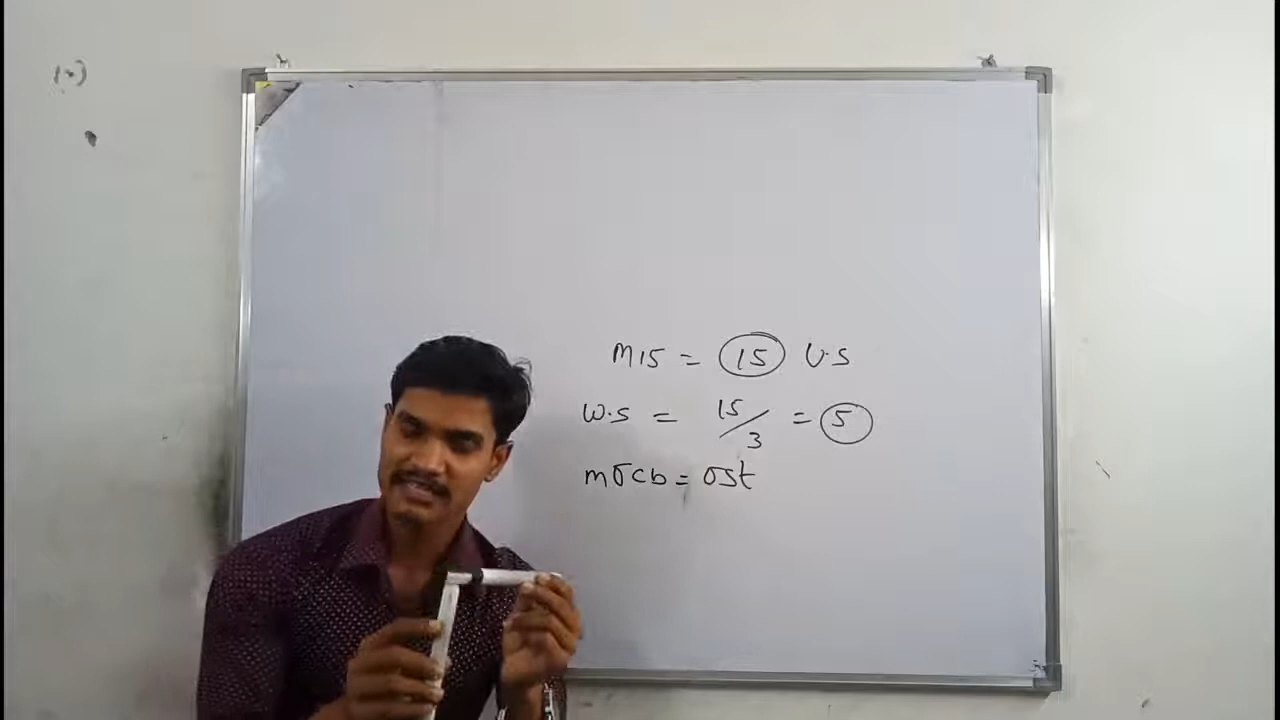 M15 = 15 U.S
W.S = 15/3 = 5
mσcb = σst